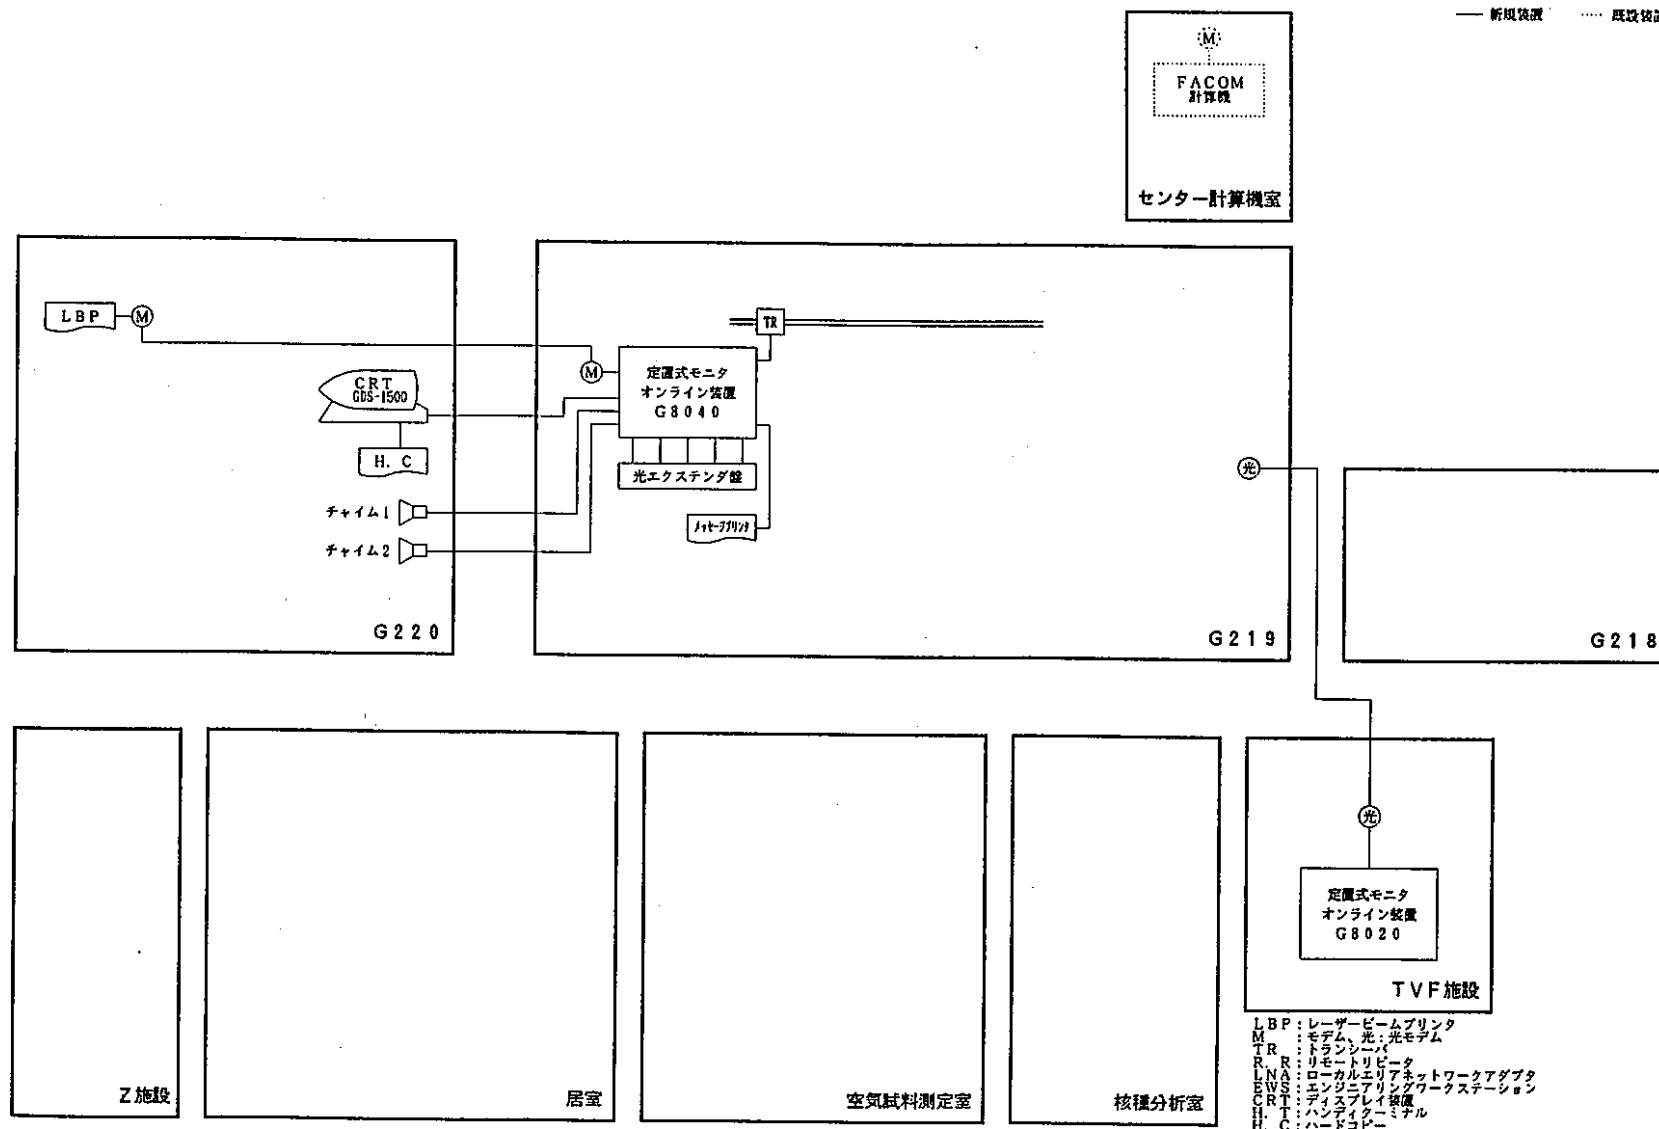 ― 新規装置 ‥‥ 既設装置
M
FACOM
計算機
センター計算機室
LBP
M
CRT
GDS-1500
H. C
チャイム1
チャイム2
G220
TR
M
定置式モニタ
オンライン装置
G8040
光エクステンダ盤
メッセージプリンタ
光
G219
G218
Z施設
居室
空気試料測定室
核種分析室
光
定置式モニタ
オンライン装置
G8020
TVF施設
LBP：レーザービームプリンタ
M：モデム、光：光モデム
TR：トランシーバ
R. R：リモートリピータ
LNA：ローカルエリアネットワークアダプタ
EWS：エンジニアリングワークステーション
CRT：ディスプレイ装置
H. T：ハンディターミナル
H. C：ハードコピー